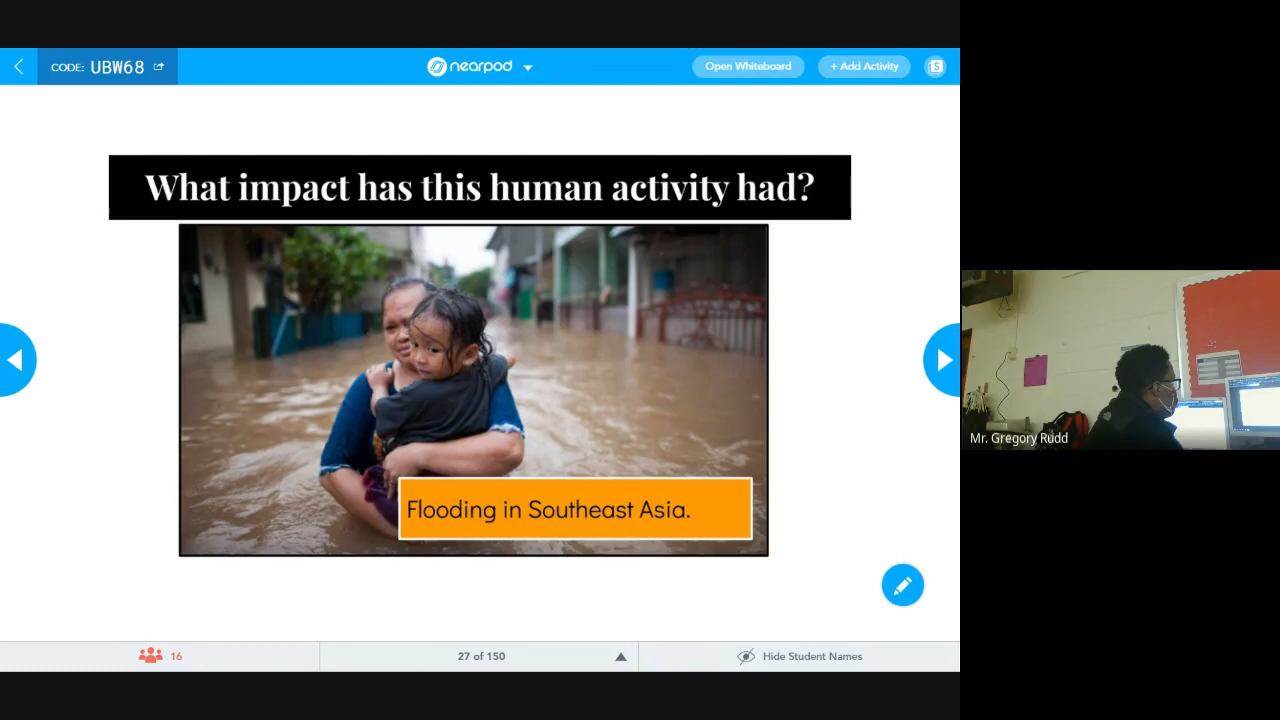 CODE: UBW68
nearpod
Open Whiteboard
+ Add Activity
S
What impact has this human activity had?
Flooding in Southeast Asia.
Mr. Gregory Rudd
16
27 of 150
Hide Student Names